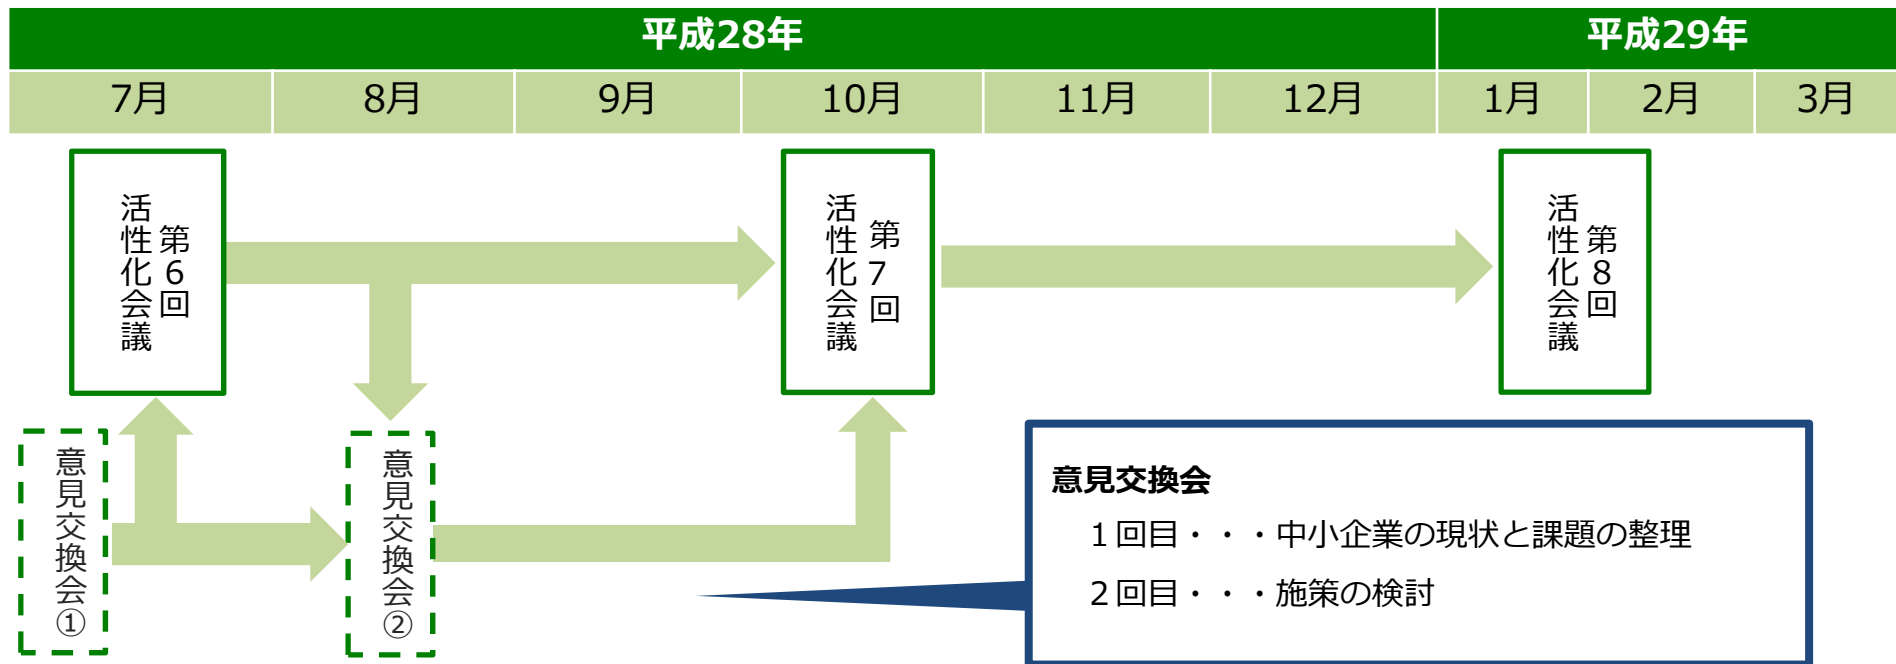 平成28年
平成29年
7月
8月
9月
10月
11月
12月
1月
2月
3月
第6回
活性化会議
第7回
活性化会議
第8回
活性化会議
意見交換会①
意見交換会②
意見交換会
１回目・・・中小企業の現状と課題の整理
２回目・・・施策の検討